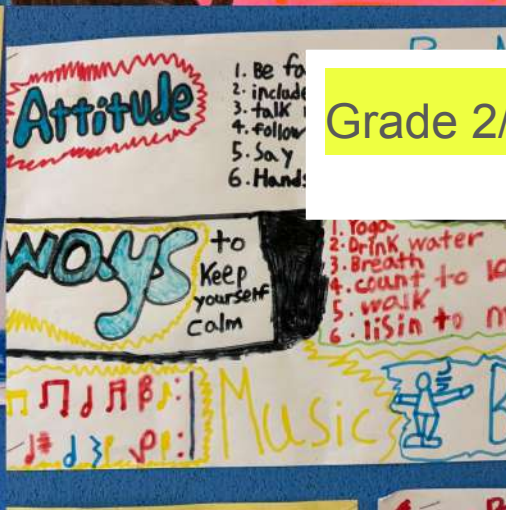 Attitude
1. Be
2. include
3. talk
4. follow
5. Say
6. Hands
Grade 2/
ways
to
Keep
yourself
calm
1. Yoga
2. Drink water
3. Breath
4. count to 10
5. walk
6. lisin to
Music